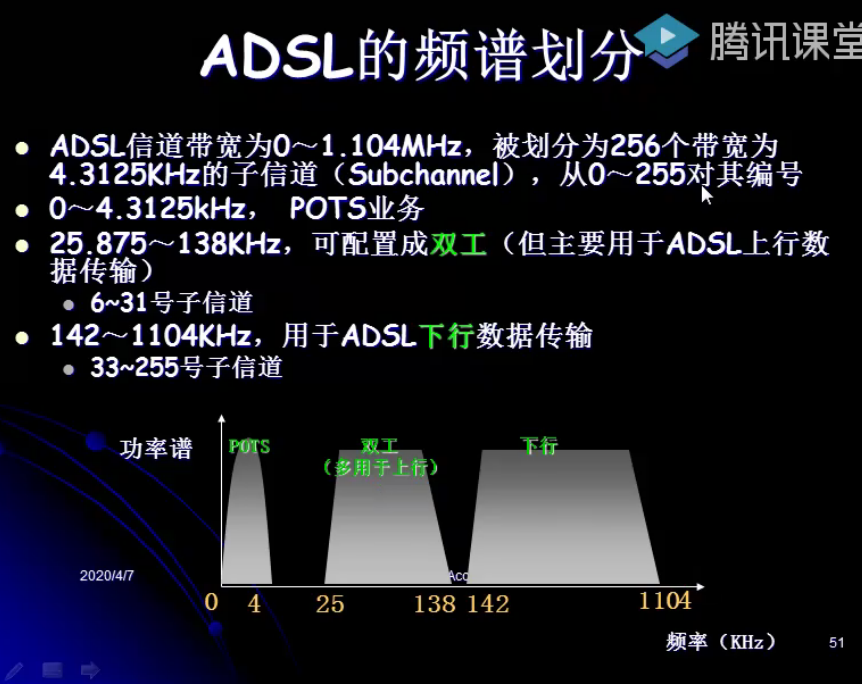 ADSL的频谱划分
腾讯课堂
ADSL信道带宽为0～1.104MHz，被划分为256个带宽为
4.3125KHz的子信道（Subchannel），从0～255对其编号
0～4.3125kHz， POTS业务
25.875～138KHz，可配置成双工（但主要用于ADSL上行数
据传输）
6~31号子信道
142～1104KHz，用于ADSL下行数据传输
33~255号子信道
功率谱
POTS
双工
（多用于上行）
下行
2020/4/7
Acc
0 4 25 138 142 1104
频率（KHz）
51